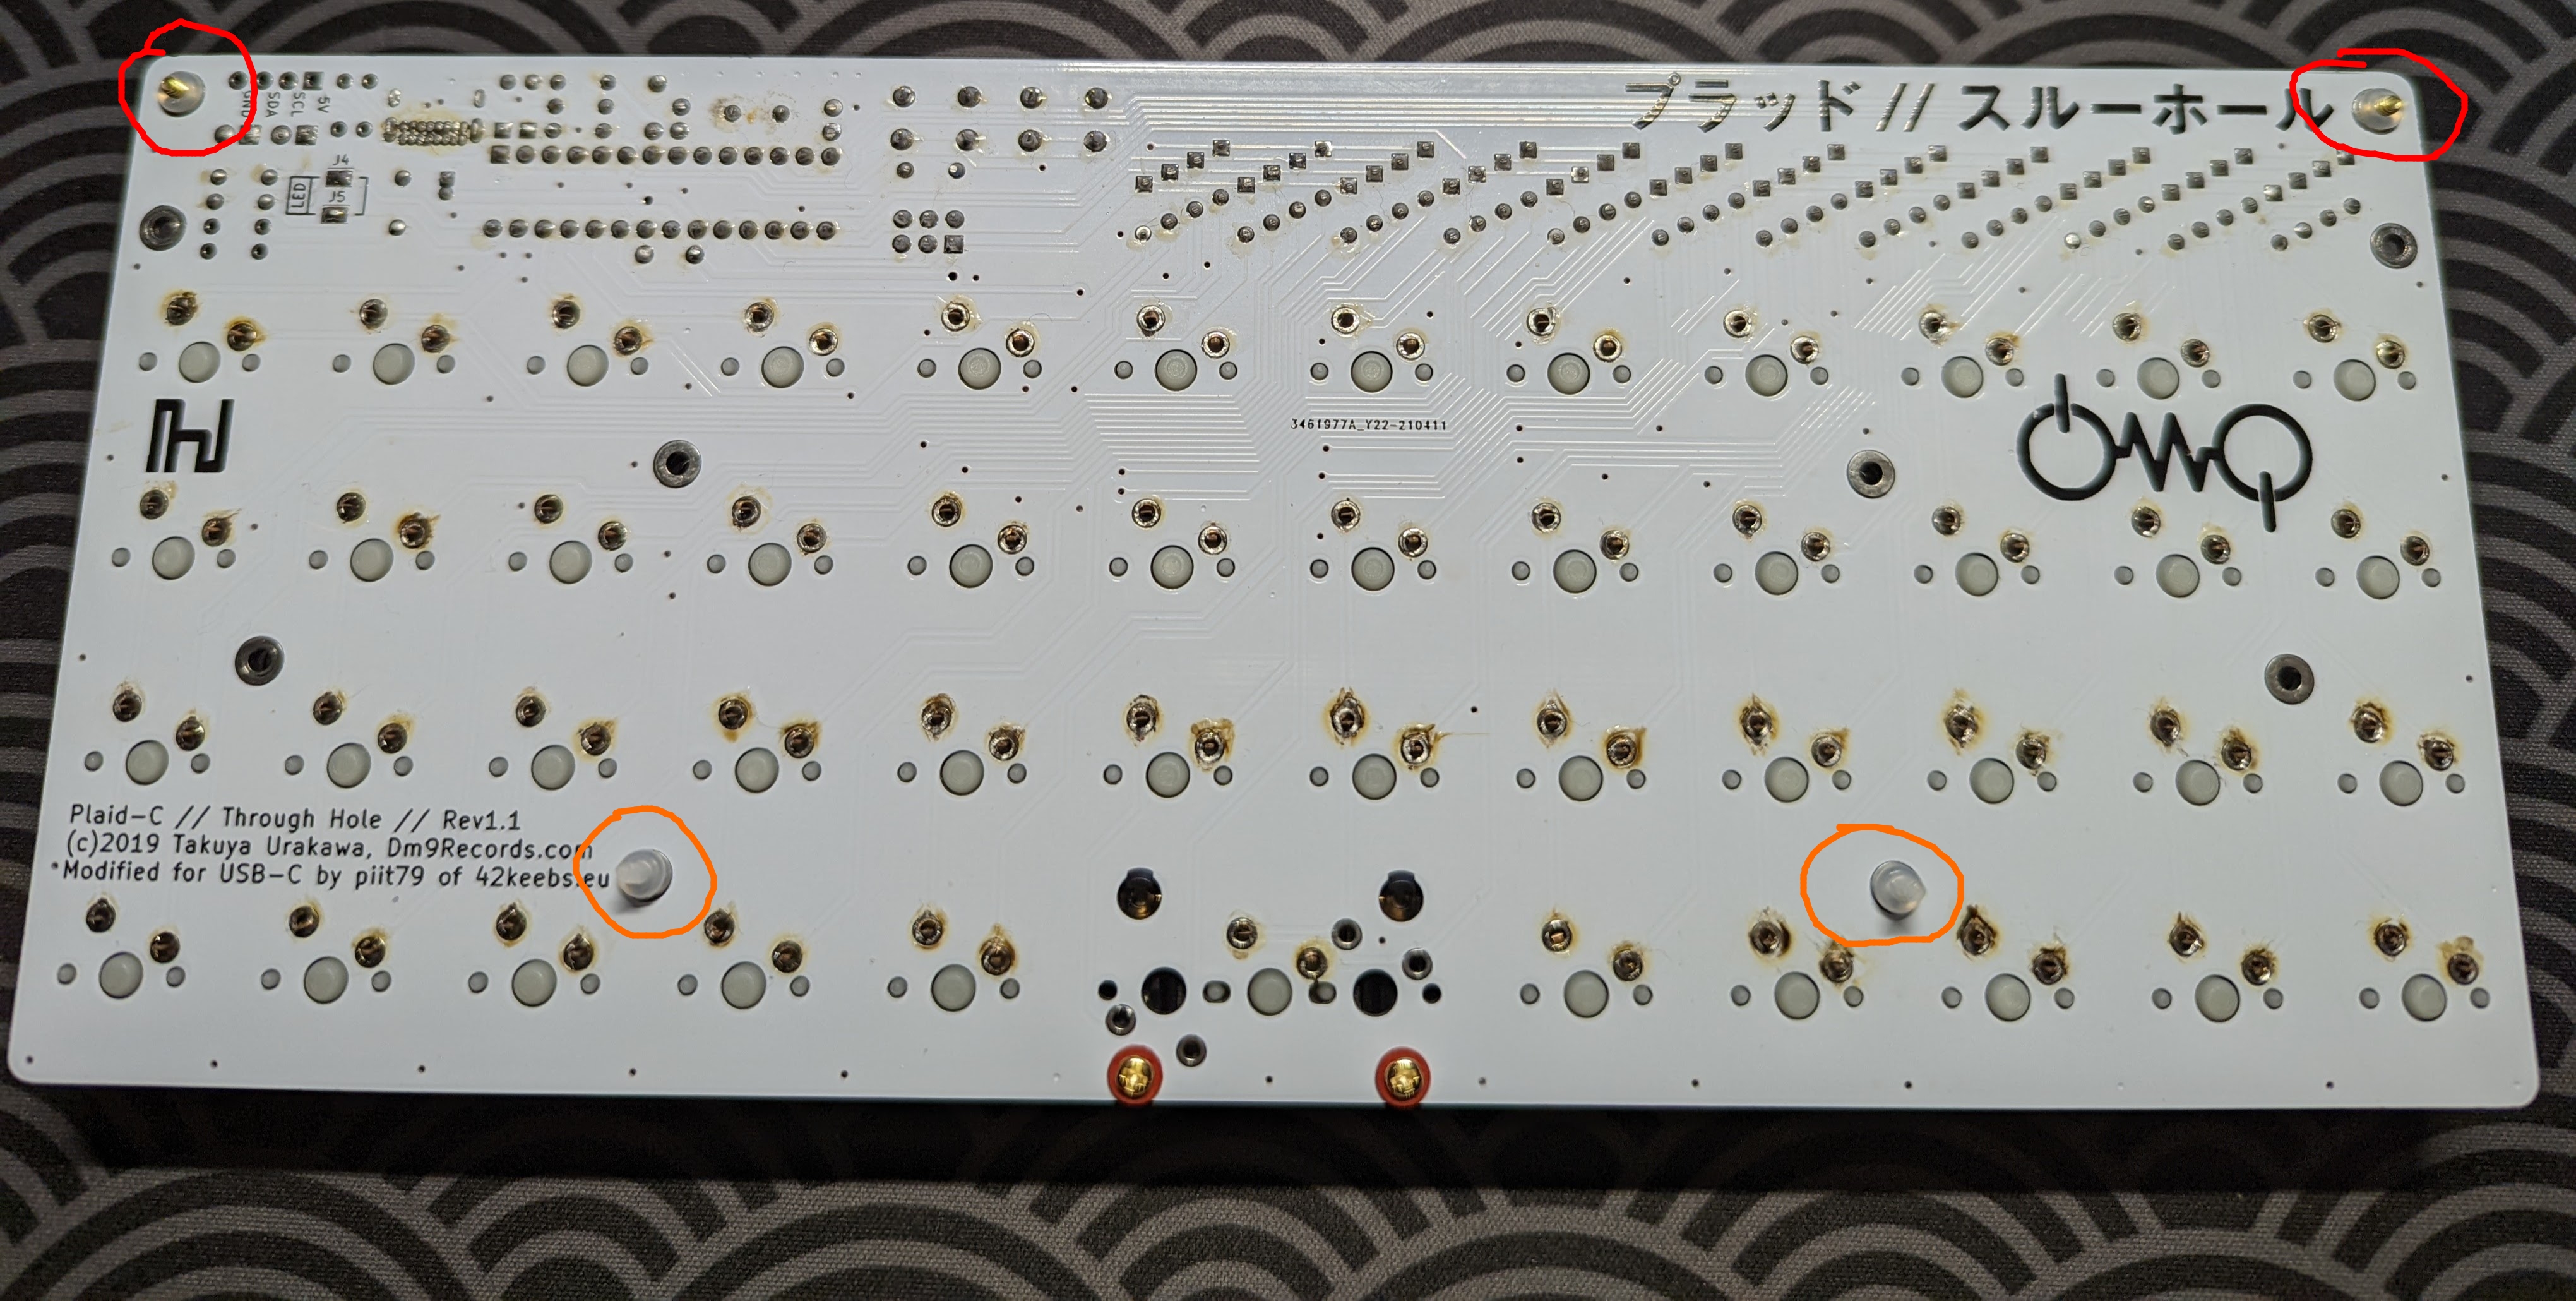 プラッド // スルーホール
GND
SDA
SCL
5V
J4
LED
J5
3461977A_Y22-210411
Plaid-C // Through Hole // Rev1.1
(c)2019 Takuya Urakawa, Dm9Records.com
*Modified for USB-C by piit79 of 42keebs.eu